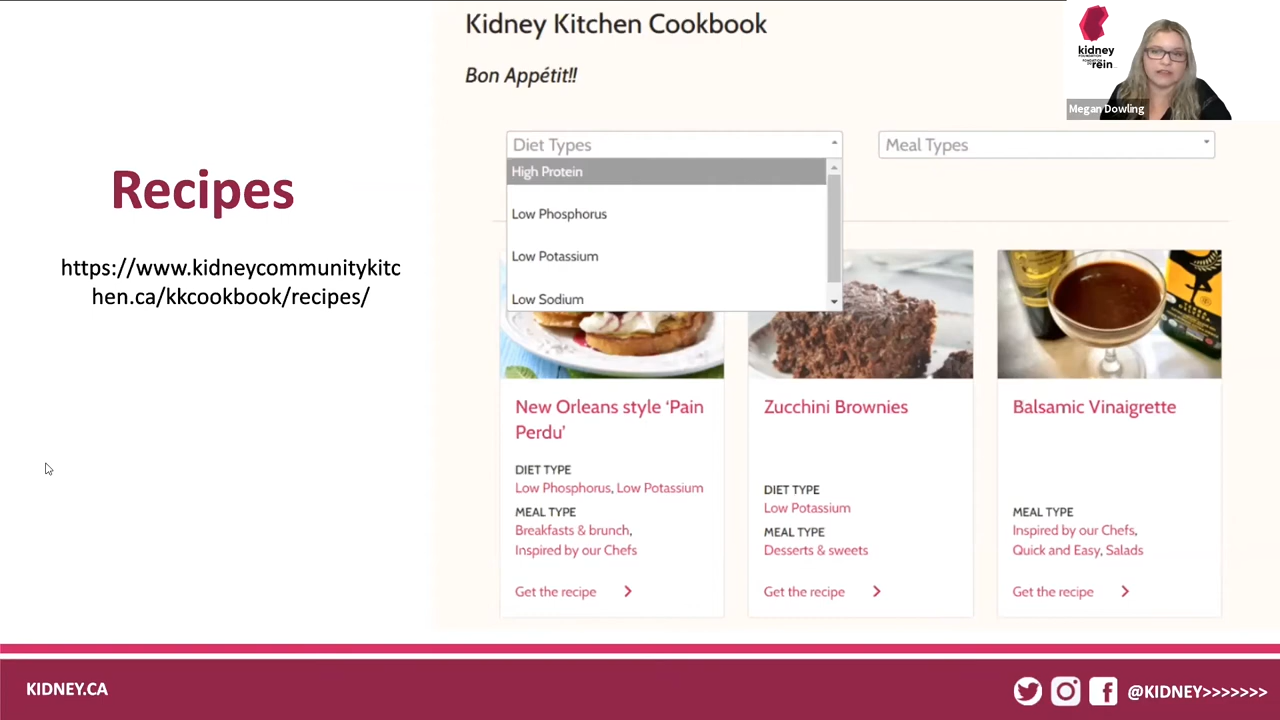 Kidney Kitchen Cookbook
Bon Appétit!!
kidney
FOUNDATION
FONDATION
du rein
Megan Dowling
Recipes
https://www.kidneycommunitykitc
hen.ca/kkcookbook/recipes/
Diet Types
Meal Types
High Protein
Low Phosphorus
Low Potassium
Low Sodium
New Orleans style ‘Pain
Perdu’
DIET TYPE
Low Phosphorus, Low Potassium
MEAL TYPE
Breakfasts & brunch,
Inspired by our Chefs
Get the recipe
Zucchini Brownies
DIET TYPE
Low Potassium
MEAL TYPE
Desserts & sweets
Get the recipe
Balsamic Vinaigrette
MEAL TYPE
Inspired by our Chefs,
Quick and Easy, Salads
Get the recipe
KIDNEY.CA
@KIDNEY>>>>>>>